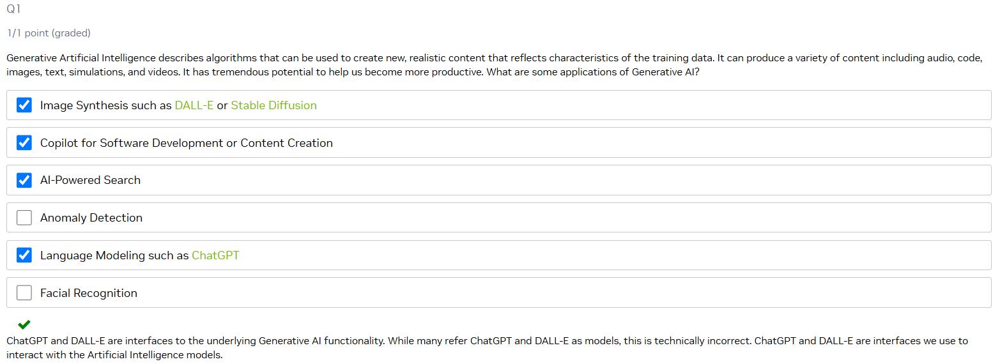 Q1
1/1 point (graded)
Generative Artificial Intelligence describes algorithms that can be used to create new, realistic content that reflects characteristics of the training data. It can produce a variety of content including audio, code,
images, text, simulations, and videos. It has tremendous potential to help us become more productive. What are some applications of Generative AI?
Image Synthesis such as DALL-E or Stable Diffusion
Copilot for Software Development or Content Creation
AI-Powered Search
Anomaly Detection
Language Modeling such as ChatGPT
Facial Recognition
ChatGPT and DALL-E are interfaces to the underlying Generative AI functionality. While many refer ChatGPT and DALL-E as models, this is technically incorrect. ChatGPT and DALL-E are interfaces we use to
interact with the Artificial Intelligence models.